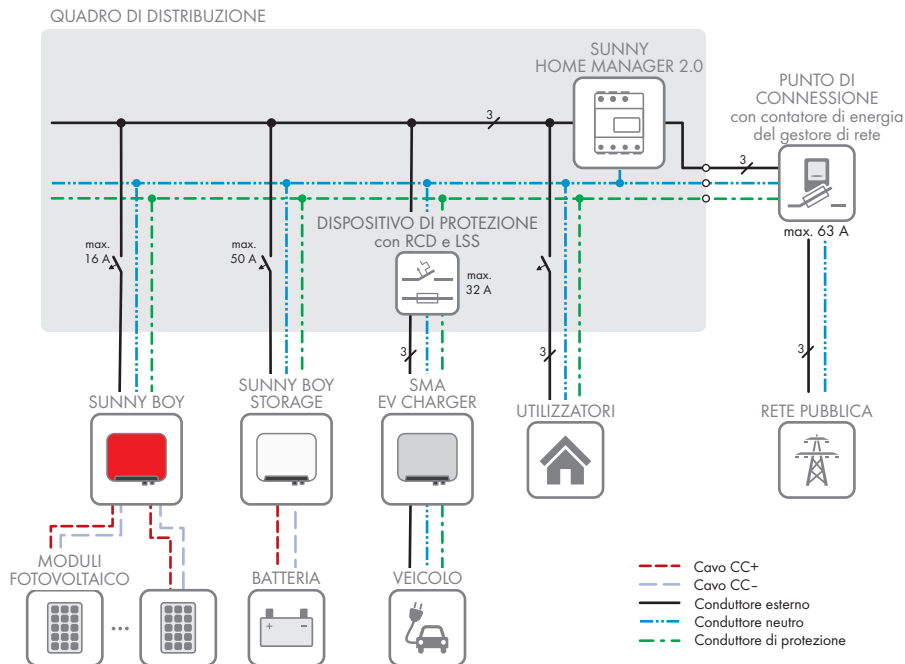 QUADRO DI DISTRIBUZIONE
SUNNY
HOME MANAGER 2.0
PUNTO DI
CONNESSIONE
con contatore di energia
del gestore di rete
3
3
DISPOSITIVO DI PROTEZIONE
con RCD e LSS
max.
16 A
max.
50 A
max.
32 A
max. 63 A
3
3
3
SUNNY BOY
SUNNY BOY
STORAGE
SMA
EV CHARGER
UTILIZZATORI
RETE PUBBLICA
MODULI
FOTOVOLTAICO
...
BATTERIA
+ -
VEICOLO
Cavo CC+
Cavo CC–
Conduttore esterno
Conduttore neutro
Conduttore di protezione